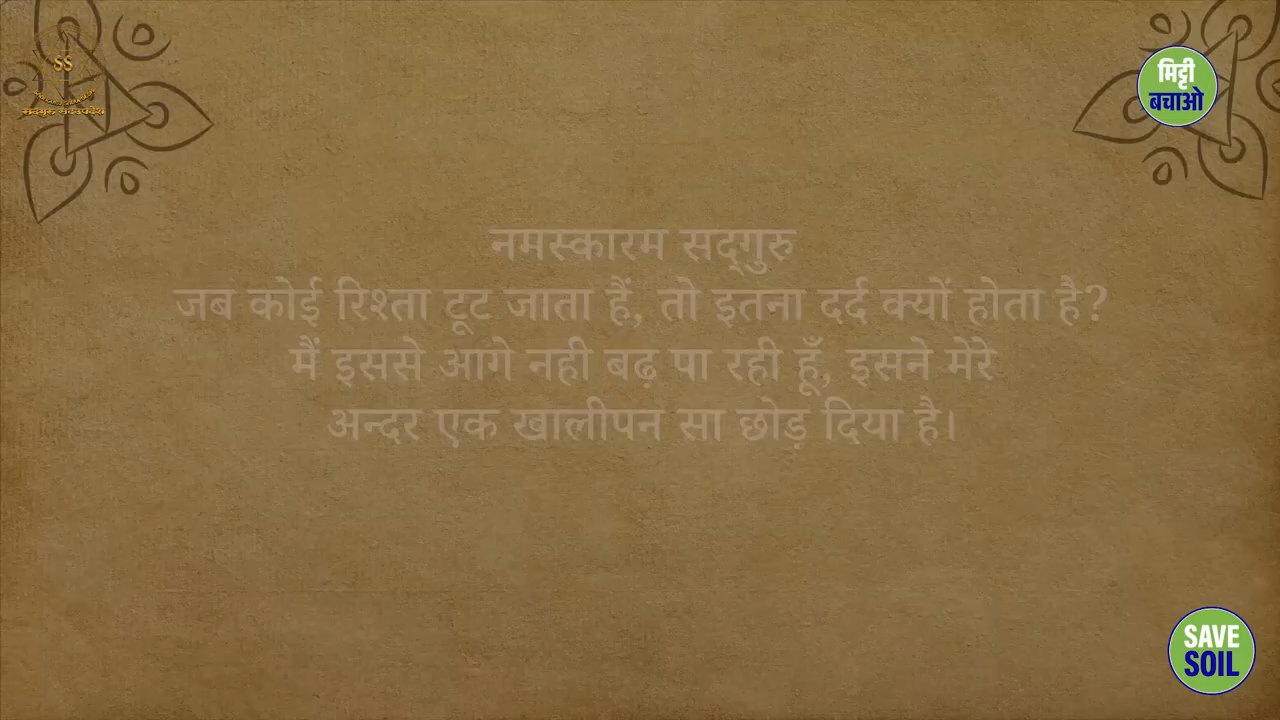 SS
मिट्टी
बचाओ
नमस्कारम सद्‌गुरु
जब कोई रिश्ता टूट जाता हैं, तो इतना दर्द क्यों होता है?
मैं इससे आगे नही बढ़ पा रही हूँ, इसने मेरे
अन्दर एक खालीपन सा छोड़ दिया है।
SAVE
SOIL